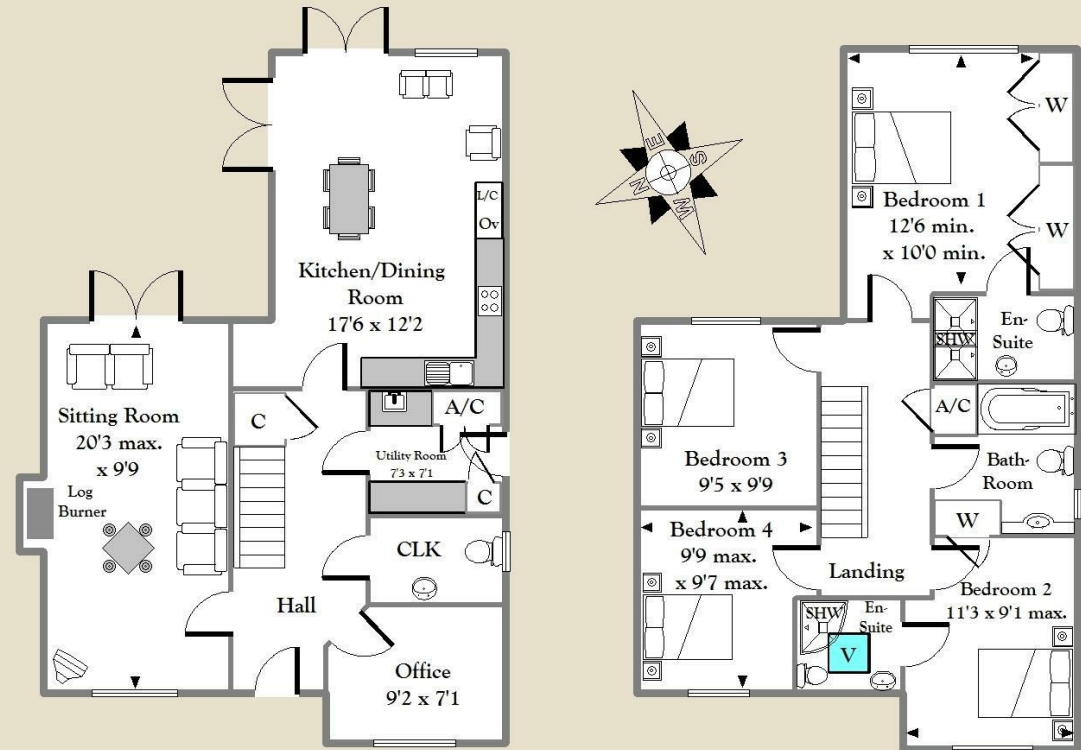 Kitchen/Dining
Room
17'6 x 12'2
L/C
Ov
Sitting Room
20'3 max.
x 9'9
Log
Burner
C
A/C
Utility Room
7'3 x 7'1
C
CLK
Hall
Office
9'2 x 7'1
E
S
N
W
Bedroom 1
12'6 min.
x 10'0 min.
W
W
En-
Suite
SHW
A/C
Bedroom 3
9'5 x 9'9
Bath-
Room
W
Bedroom 4
9'9 max.
x 9'7 max.
Landing
Bedroom 2
11'3 x 9'1 max.
SHW
En-
Suite
V